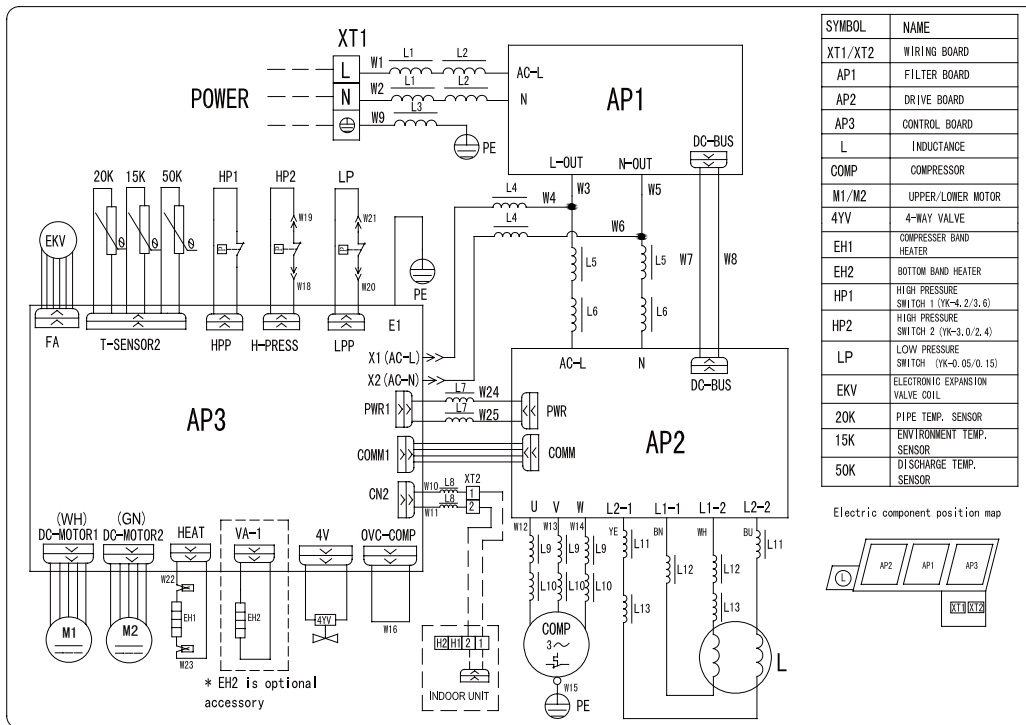 XT1
POWER
L
N
W1 L1 L2 AC-L
W2 L1 L2 N
W9 L3
PE
AP1
DC-BUS
L-OUT N-OUT
W3 W5
L4 W4
L4 W6
W7 W8
L5 L5
L6 L6
20K 15K 50K HP1 HP2 LP
W19 W21
W18 W20
EKV
PE
FA T-SENSOR2 HPP H-PRESS LPP E1
X1(AC-L)
X2(AC-N)
AP3
PWR1 L7 W24 PWR
L7 W25
COMM1 COMM
CN2 W10 L8 XT2 1
W11 L8 2
AC-L N DC-BUS
AP2
U V W L2-1 L1-1 L1-2 L2-2
W12 W13 W14 YE BN WH BU
L9 L9 L9 L11 L12 L12 L11
L10 L10 L10 L13 L13
COMP
3~
W15
PE
L
(WH) (GN)
DC-MOTOR1 DC-MOTOR2 HEAT VA-1 4V OVC-COMP
W22
EH1 EH2 4YV W16
W23
M1 M2
* EH2 is optional
accessory
H2 H1 2 1
INDOOR UNIT
SYMBOL NAME
XT1/XT2 WIRING BOARD
AP1 FILTER BOARD
AP2 DRIVE BOARD
AP3 CONTROL BOARD
L INDUCTANCE
COMP COMPRESSOR
M1/M2 UPPER/LOWER MOTOR
4YV 4-WAY VALVE
EH1 COMPRESSER BAND
HEATER
EH2 BOTTOM BAND HEATER
HP1 HIGH PRESSURE
SWITCH 1 (YK-4.2/3.6)
HP2 HIGH PRESSURE
SWITCH 2 (YK-3.0/2.4)
LP LOW PRESSURE
SWITCH (YK-0.05/0.15)
EKV ELECTRONIC EXPANSION
VALVE COIL
20K PIPE TEMP. SENSOR
15K ENVIRONMENT TEMP.
SENSOR
50K DISCHARGE TEMP.
SENSOR
Electric component position map
L AP2 AP1 AP3
XT1 XT2